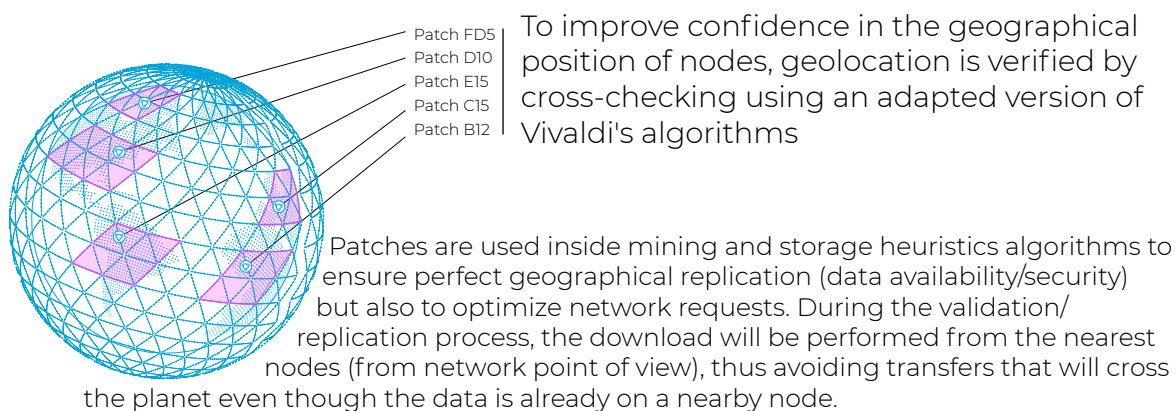 Patch FD5
Patch D10
Patch E15
Patch C15
Patch B12
To improve confidence in the geographical
position of nodes, geolocation is verified by
cross-checking using an adapted version of
Vivaldi's algorithms
Patches are used inside mining and storage heuristics algorithms to
ensure perfect geographical replication (data availability/security)
but also to optimize network requests. During the validation/
replication process, the download will be performed from the nearest
nodes (from network point of view), thus avoiding transfers that will cross
the planet even though the data is already on a nearby node.